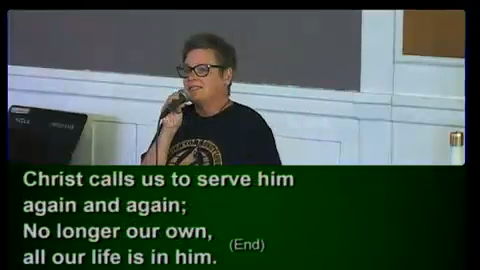 Christ calls us to serve him
again and again;
No longer our own,
all our life is in him.
(End)